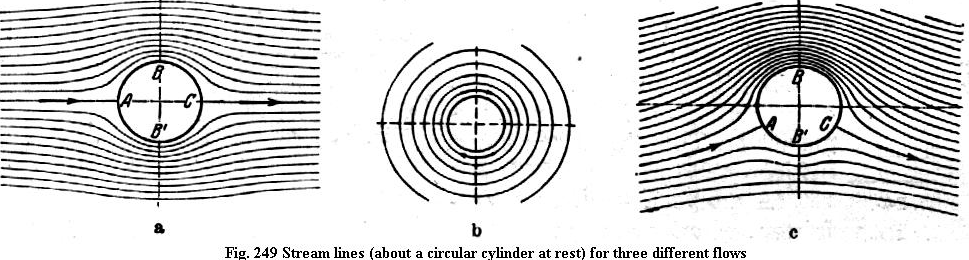 B
A C
B'
a
b
B
A C
B'
c
Fig. 249 Stream lines (about a circular cylinder at rest) for three different flows